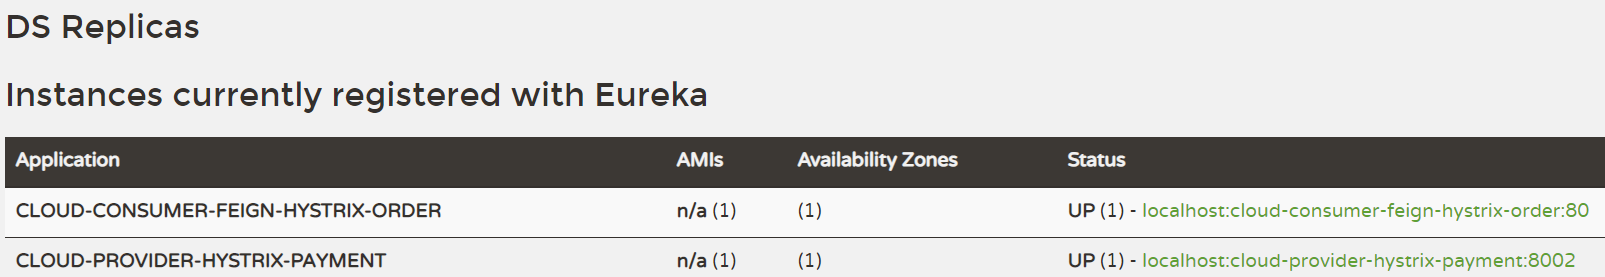 DS Replicas
Instances currently registered with Eureka
Application AMIs Availability Zones Status
CLOUD-CONSUMER-FEIGN-HYSTRIX-ORDER n/a (1) (1) UP (1) - localhost:cloud-consumer-feign-hystrix-order:80
CLOUD-PROVIDER-HYSTRIX-PAYMENT n/a (1) (1) UP (1) - localhost:cloud-provider-hystrix-payment:8002